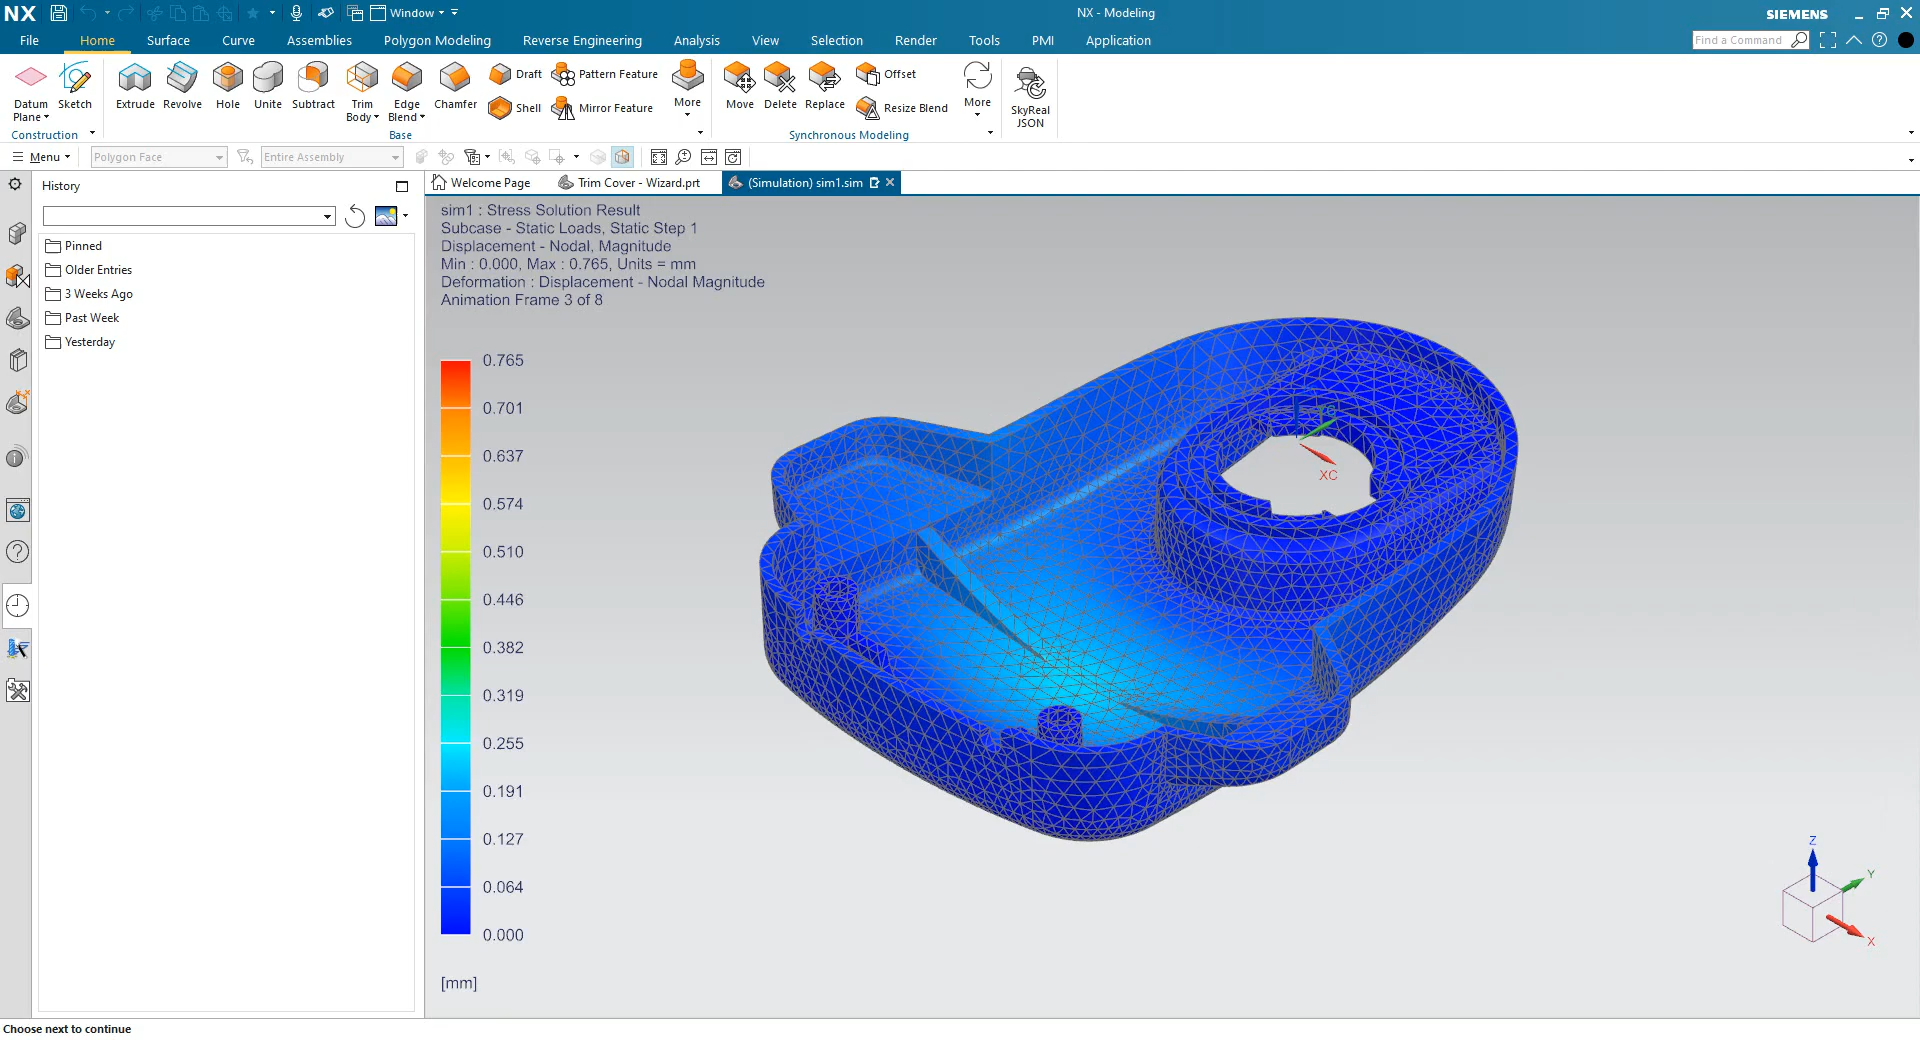 NX
Window
NX - Modeling
SIEMENS
File
Home
Surface
Curve
Assemblies
Polygon Modeling
Reverse Engineering
Analysis
View
Selection
Render
Tools
PMI
Application
Find a Command
Datum
Plane
Sketch
Extrude
Revolve
Hole
Unite
Subtract
Trim
Body
Edge
Blend
Chamfer
Draft
Shell
Pattern Feature
Mirror Feature
More
Move
Delete
Replace
Offset
Resize Blend
More
SkyReal
JSON
Construction
Base
Synchronous Modeling
Menu
Polygon Face
Entire Assembly
History
Pinned
Older Entries
3 Weeks Ago
Past Week
Yesterday
Welcome Page
Trim Cover - Wizard.prt
(Simulation) sim1.sim
sim1 : Stress Solution Result
Subcase - Static Loads, Static Step 1
Displacement - Nodal, Magnitude
Min : 0.000, Max : 0.765, Units = mm
Deformation : Displacement - Nodal Magnitude
Animation Frame 3 of 8
0.765
0.701
0.637
0.574
0.510
0.446
0.382
0.319
0.255
0.191
0.127
0.064
0.000
[mm]
XC
Z
Y
X
Choose next to continue